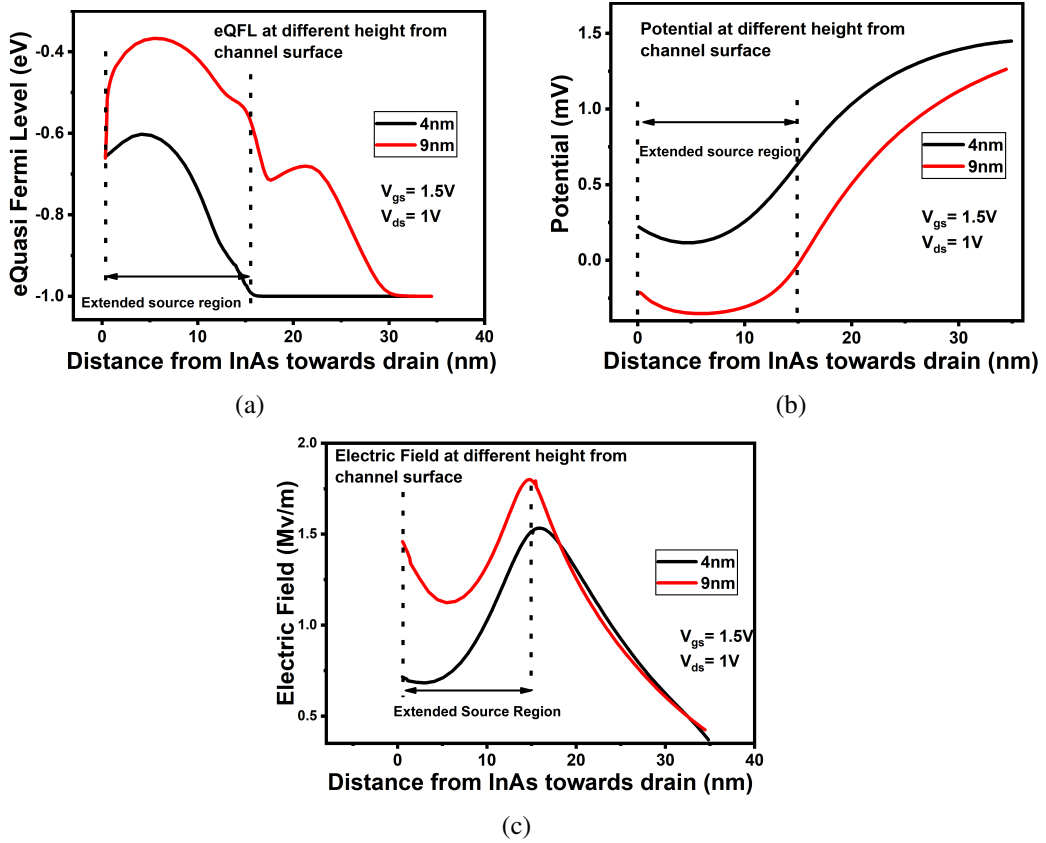 eQFL at different height from
channel surface
4nm
9nm
Vgs= 1.5V
Vds= 1V
Extended source region
eQuasi Fermi Level (eV)
-0.4
-0.6
-0.8
-1.0
0
10
20
30
40
Distance from InAs towards drain (nm)
(a)
Potential at different height from
channel surface
Extended source region
4nm
9nm
Vgs= 1.5V
Vds= 1V
Potential (mV)
1.5
1.0
0.5
0.0
0
10
20
30
Distance from InAs towards drain (nm)
(b)
Electric Field at different height from
channel surface
4nm
9nm
Vgs= 1.5V
Vds= 1V
Extended Source Region
Electric Field (Mv/m)
2.0
1.5
1.0
0.5
0
10
20
30
40
Distance from InAs towards drain (nm)
(c)